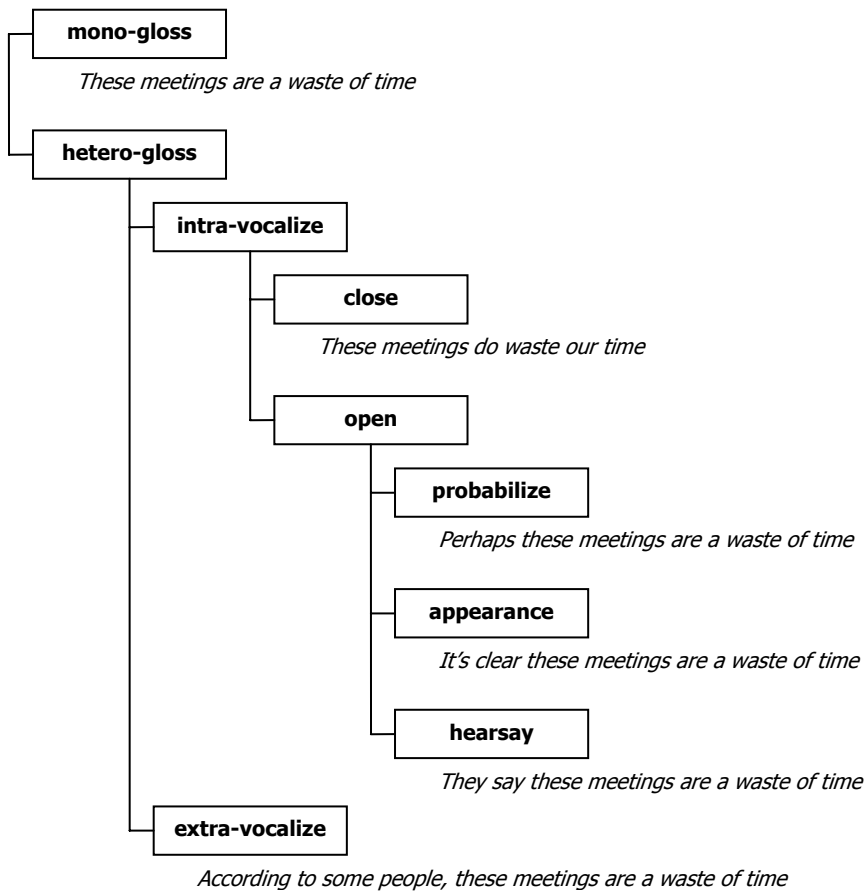 mono-gloss
These meetings are a waste of time
hetero-gloss
intra-vocalize
close
These meetings do waste our time
open
probabilize
Perhaps these meetings are a waste of time
appearance
It's clear these meetings are a waste of time
hearsay
They say these meetings are a waste of time
extra-vocalize
According to some people, these meetings are a waste of time